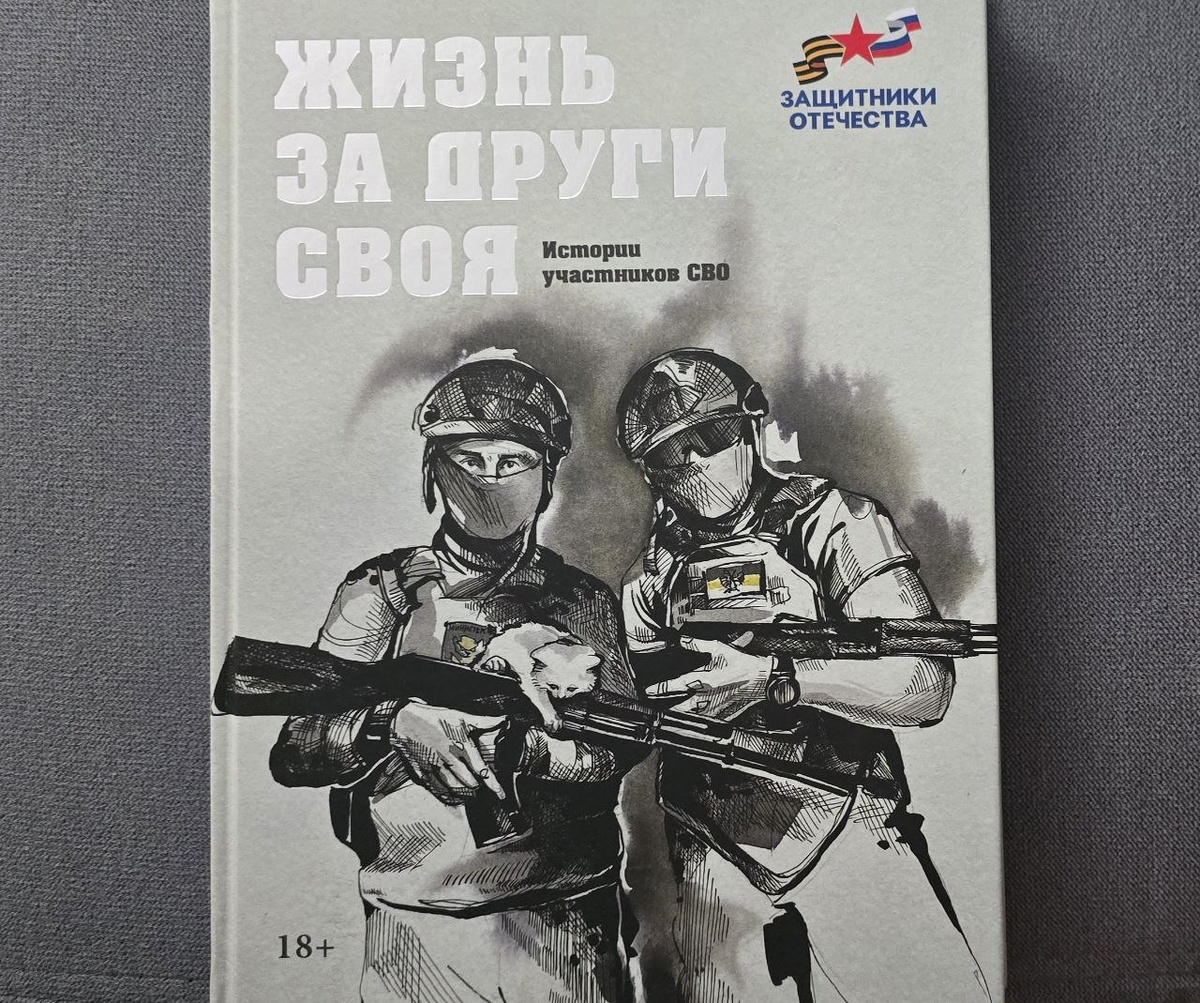 ЖИЗНЬ
ЗА ДРУГИ
СВОЯ
Истории
участников СВО
ЗАЩИТНИКИ
ОТЕЧЕСТВА
18+